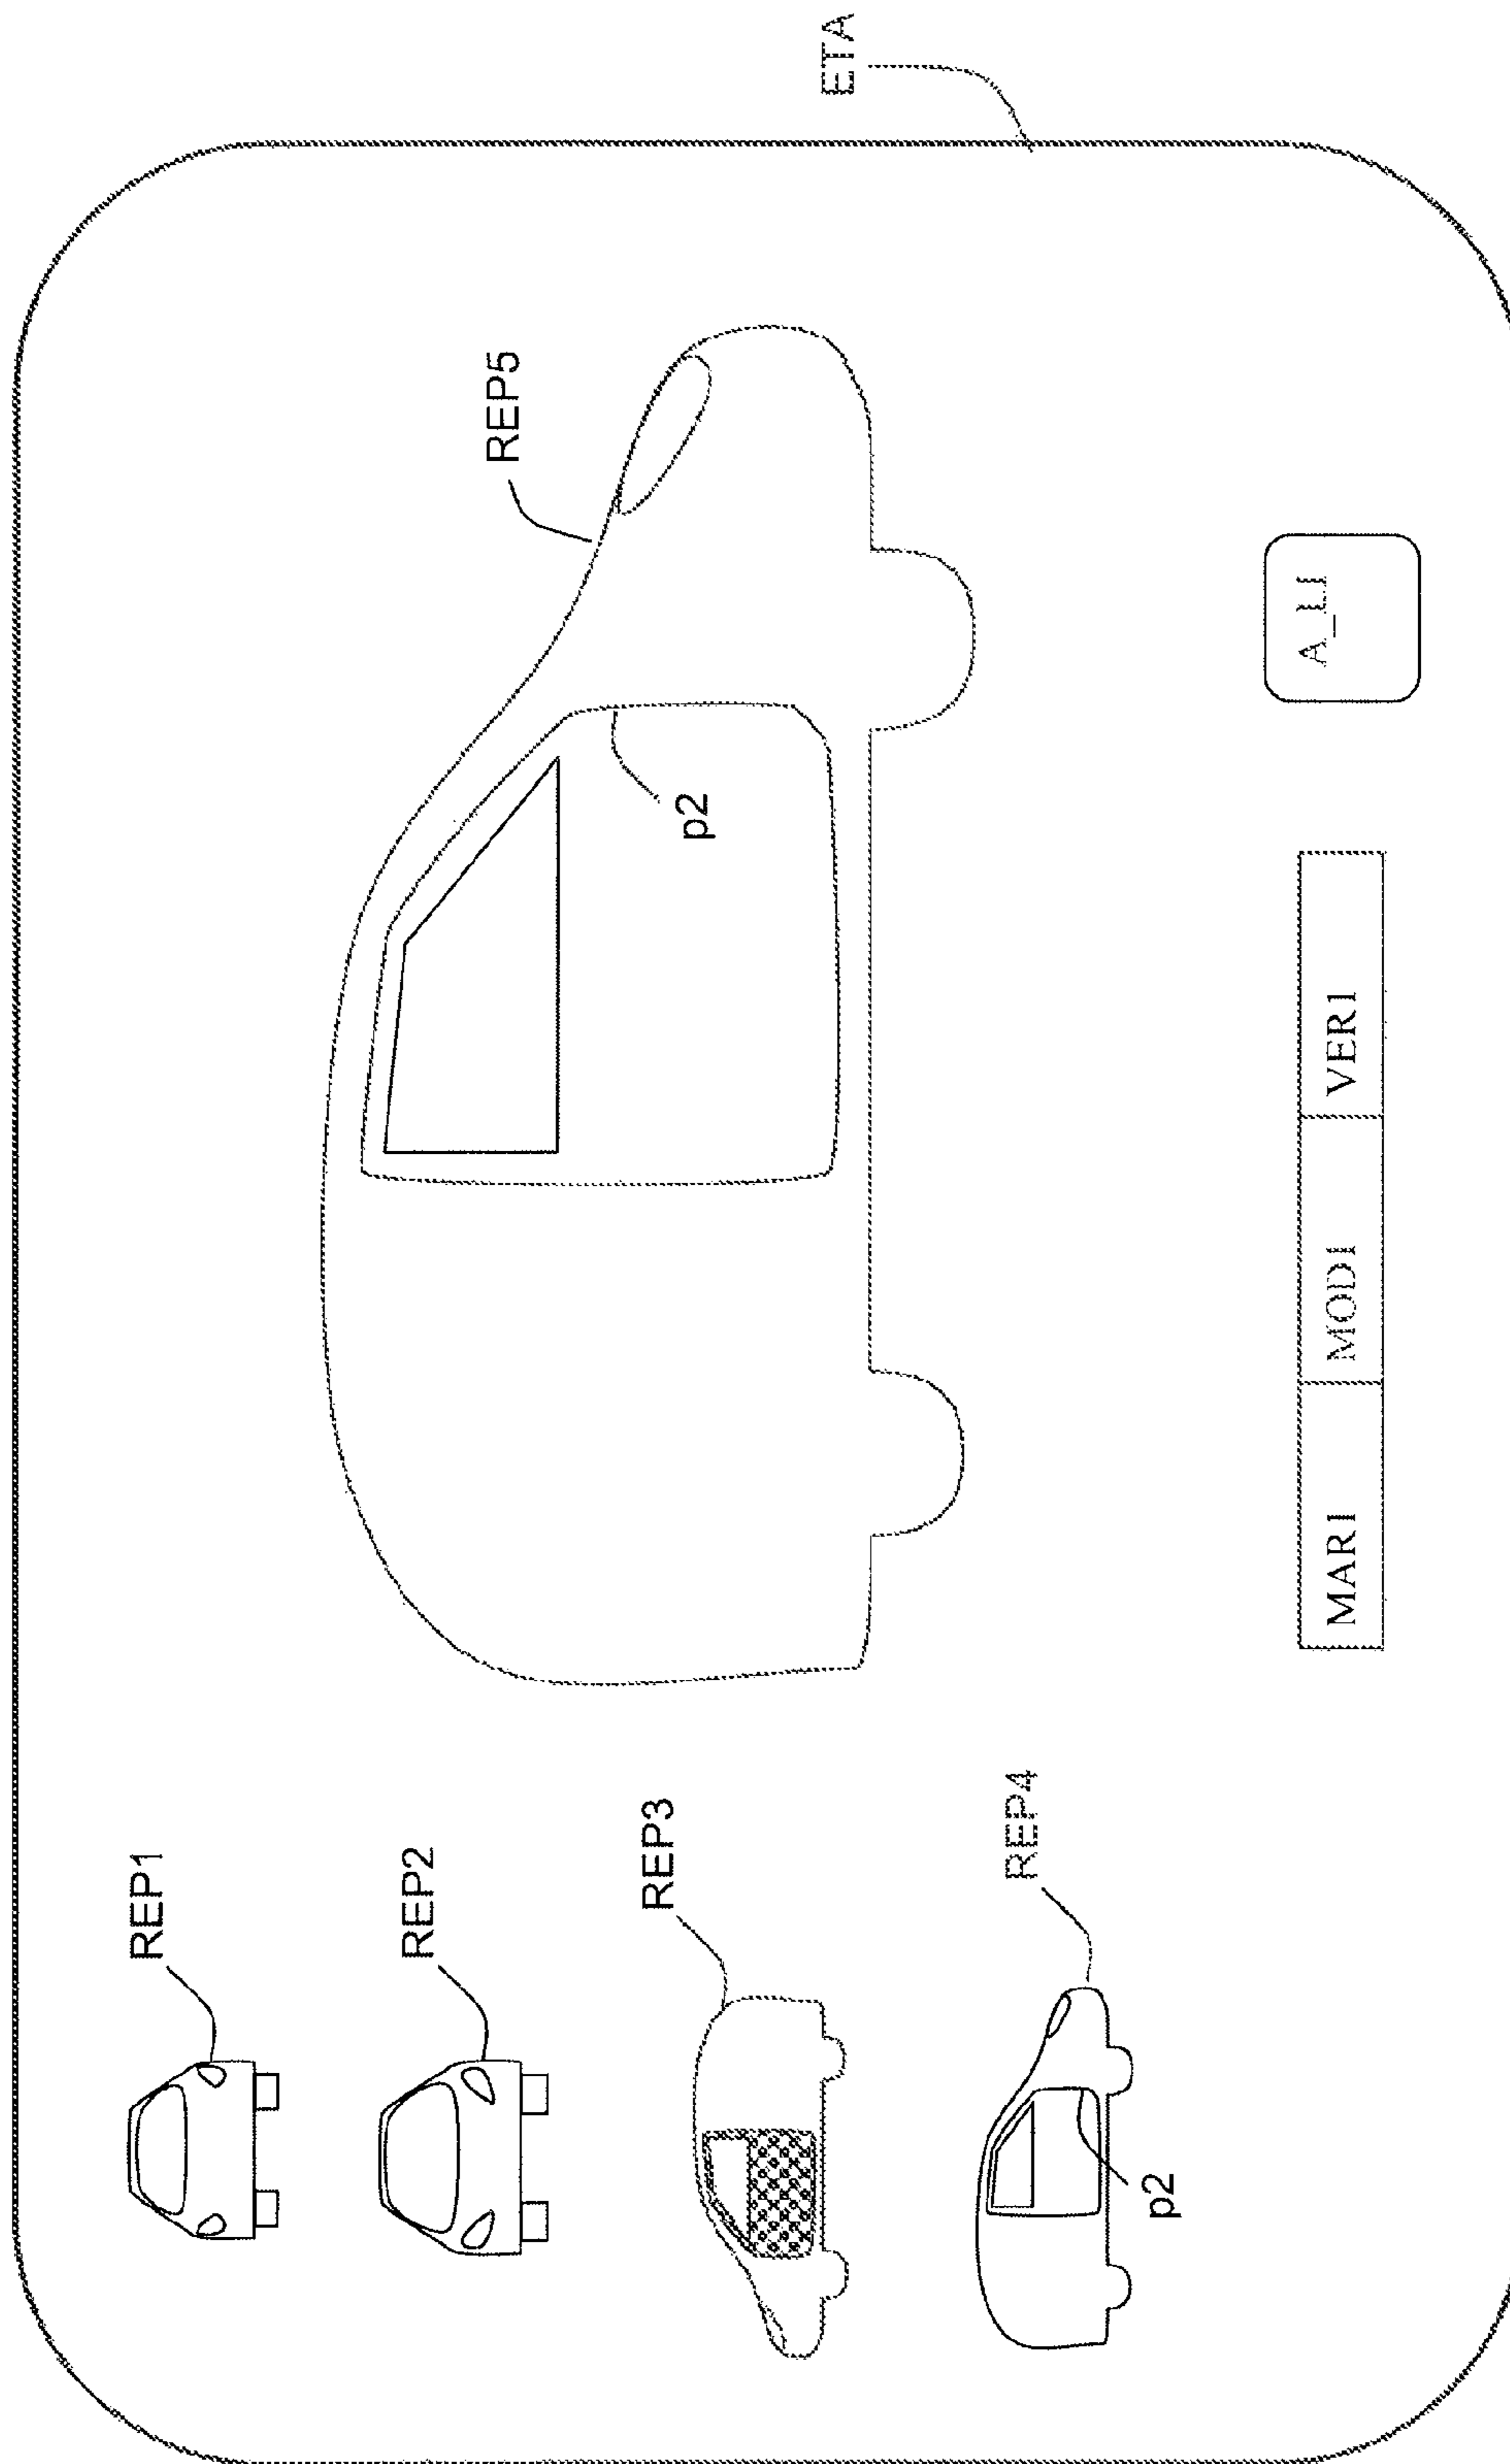 REP1
REP2
REP3
REP4
p2
REP5
p2
ETA
MAR1 MOD1 VER1
A_LI